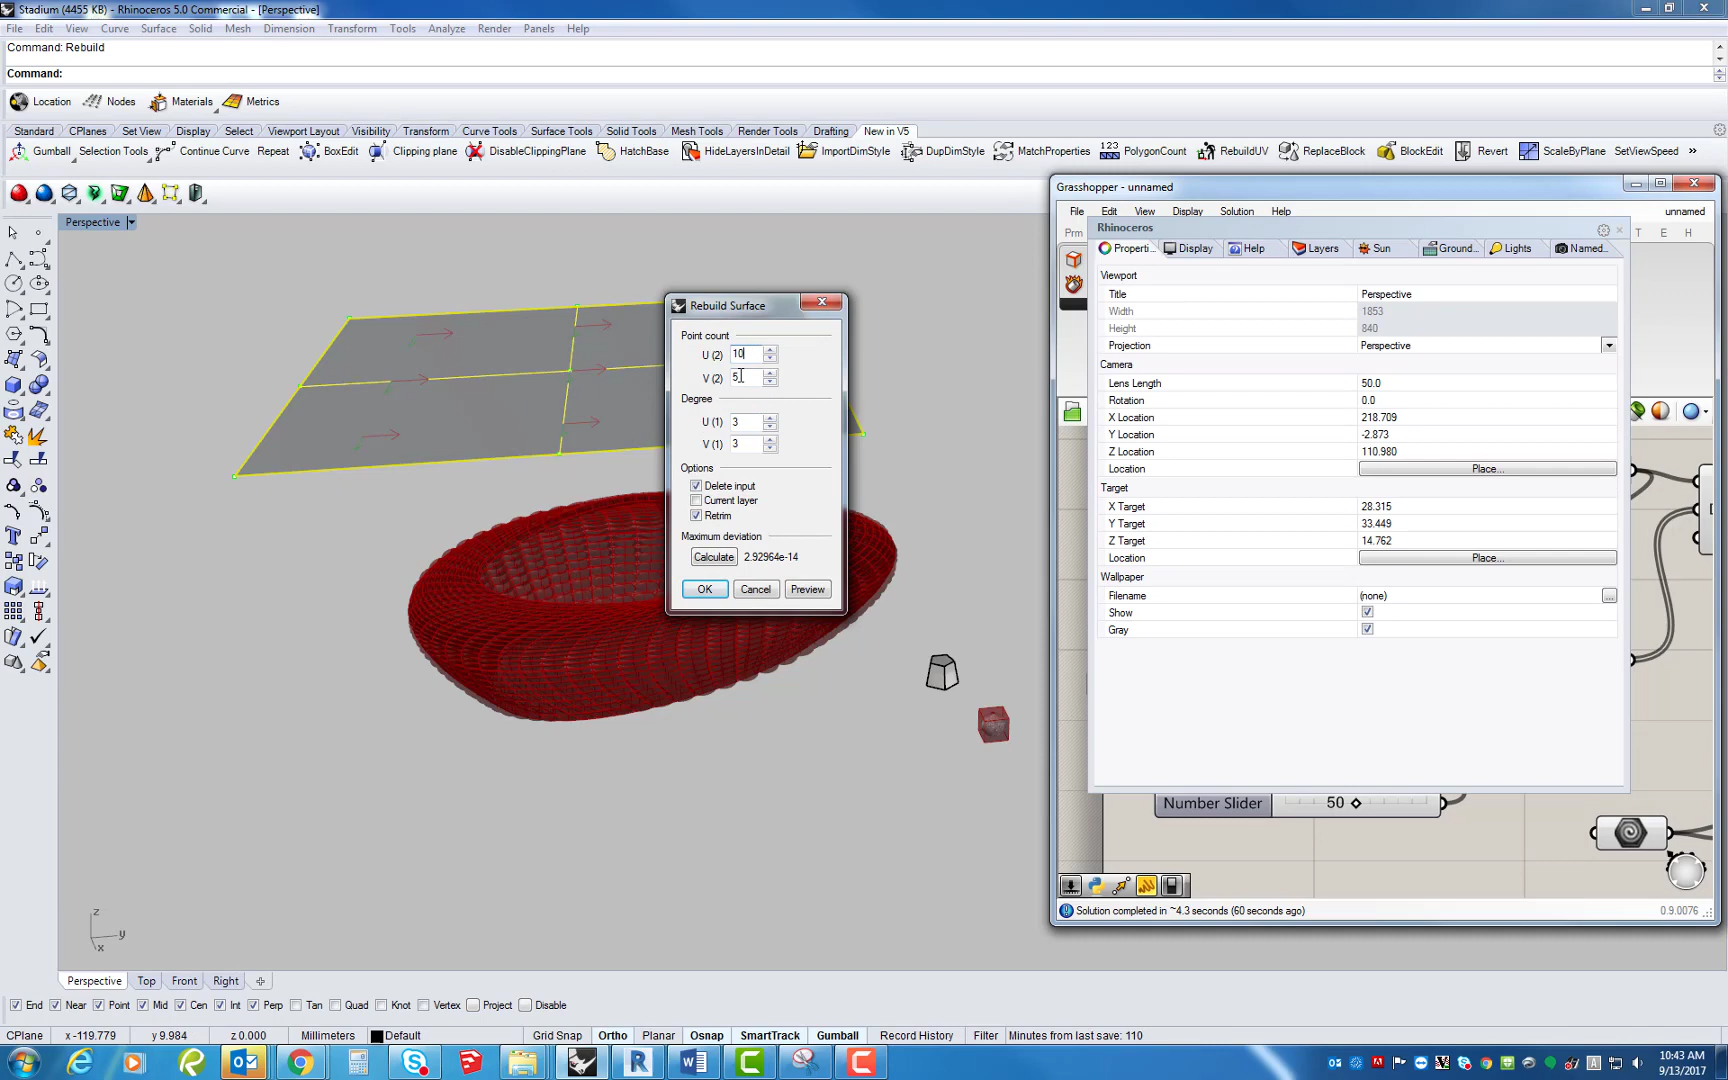 Stadium (4455 KB) - Rhinoceros 5.0 Commercial - [Perspective]
File Edit View Curve Surface Solid Mesh Dimension Transform Tools Analyze Render Panels Help
Command: Rebuild
Command:
Location Nodes Materials Metrics
Standard CPlanes Set View Display Select Viewport Layout Visibility Transform Curve Tools Surface Tools Solid Tools Mesh Tools Render Tools Drafting New in V5
Gumball Selection Tools Continue Curve Repeat BoxEdit Clipping plane DisableClippingPlane HatchBase HideLayersInDetail ImportDimStyle DupDimStyle MatchProperties 123 PolygonCount RebuildUV ReplaceBlock BlockEdit Revert ScaleByPlane SetViewSpeed »
Perspective
Rebuild Surface
Point count
U (2) 10
V (2) 5
Degree
U (1) 3
V (1) 3
Options
Delete input
Current layer
Retrim
Maximum deviation
Calculate 2.92964e-14
OK Cancel Preview
Grasshopper - unnamed
File Edit View Display Solution Help unnamed
Prm T E H
Rhinoceros
Properti... Display Help Layers Sun Ground... Lights Named...
Viewport
Title Perspective
Width 1853
Height 840
Projection Perspective
Camera
Lens Length 50.0
Rotation 0.0
X Location 218.709
Y Location -2.873
Z Location 110.980
Location Place...
Target
X Target 28.315
Y Target 33.449
Z Target 14.762
Location Place...
Wallpaper
Filename (none) ...
Show
Gray
Number Slider 50
Solution completed in ~4.3 seconds (60 seconds ago) 0.9.0076
z
y
x
Perspective Top Front Right
End Near Point Mid Cen Int Perp Tan Quad Knot Vertex Project Disable
CPlane x -119.779 y 9.984 z 0.000 Millimeters Default Grid Snap Ortho Planar Osnap SmartTrack Gumball Record History Filter Minutes from last save: 110
10:43 AM
9/13/2017